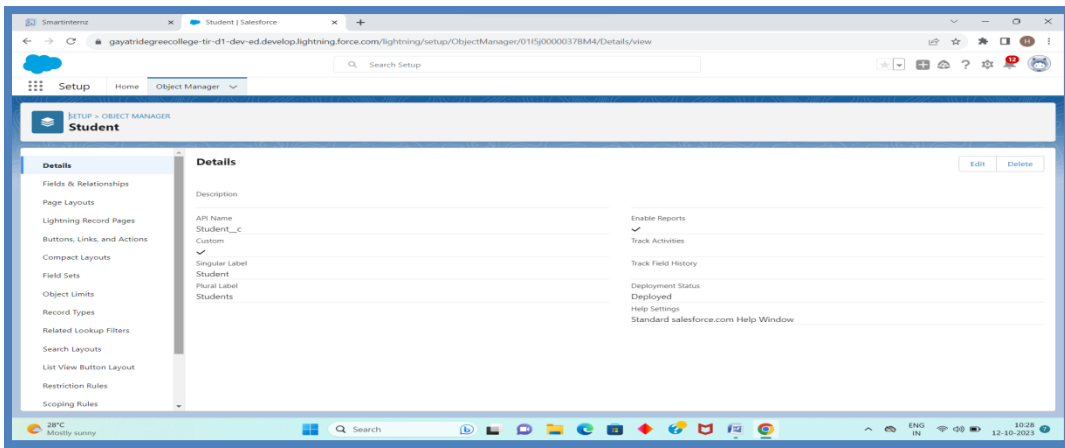 Smartinternz
Student | Salesforce
gayatridegreecollege-tir-d1-dev-ed.develop.lightning.force.com/lightning/setup/ObjectManager/01I5j00000378M4/Details/view
H
Search Setup
12
Setup
Home
Object Manager
SETUP > OBJECT MANAGER
Student
Details
Fields & Relationships
Page Layouts
Lightning Record Pages
Buttons, Links, and Actions
Compact Layouts
Field Sets
Object Limits
Record Types
Related Lookup Filters
Search Layouts
List View Button Layout
Restriction Rules
Scoping Rules
Details
Edit
Delete
Description
API Name
Student__c
Custom
Singular Label
Student
Plural Label
Students
Enable Reports
Track Activities
Track Field History
Deployment Status
Deployed
Help Settings
Standard salesforce.com Help Window
28°C
Mostly sunny
Search
ENG
IN
10:28
12-10-2023